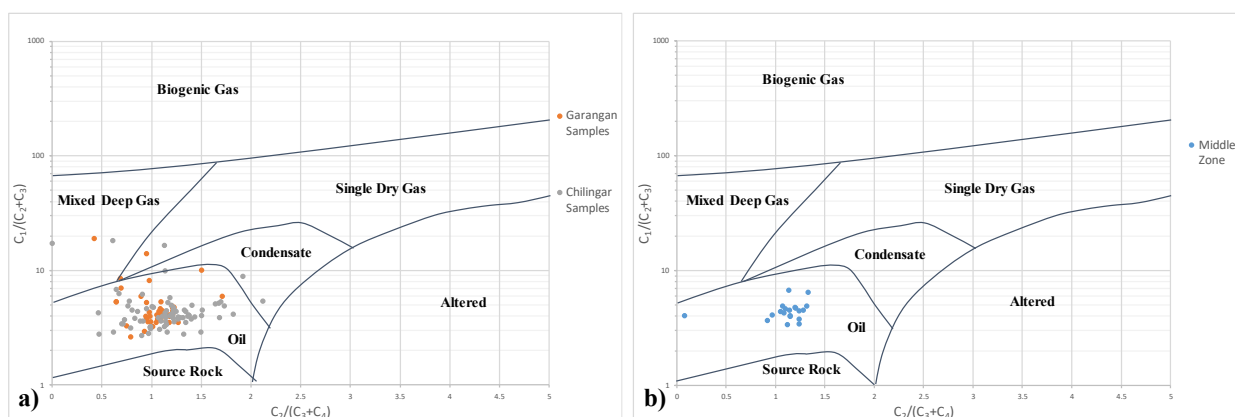 1000
100
10
1
C₁/(C₂+C₃)
Biogenic Gas
Mixed Deep Gas
Single Dry Gas
Condensate
Altered
Oil
Source Rock
a)
0 0.5 1 1.5 2 2.5 3 3.5 4 4.5 5
C₂/(C₃+C₄)
Garangan
Samples
Chilingar
Samples
1000
100
10
1
C₁/(C₂+C₃)
Biogenic Gas
Mixed Deep Gas
Single Dry Gas
Condensate
Altered
Oil
Source Rock
b)
0 0.5 1 1.5 2 2.5 3 3.5 4 4.5 5
C₂/(C₃+C₄)
Middle
Zone